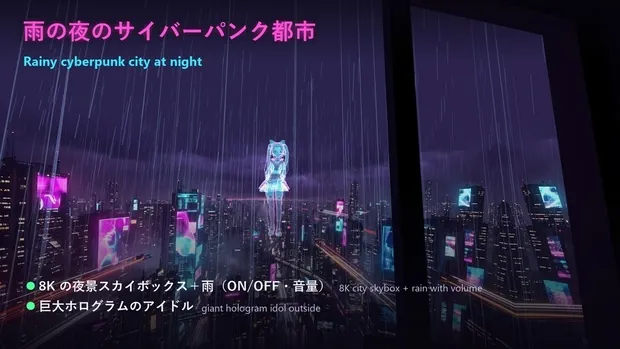 雨の夜のサイバーパンク都市
Rainy cyberpunk city at night
8K の夜景スカイボックス＋雨（ON/OFF・音量） 8K city skybox + rain with volume
巨大ホログラムのアイドル giant hologram idol outside